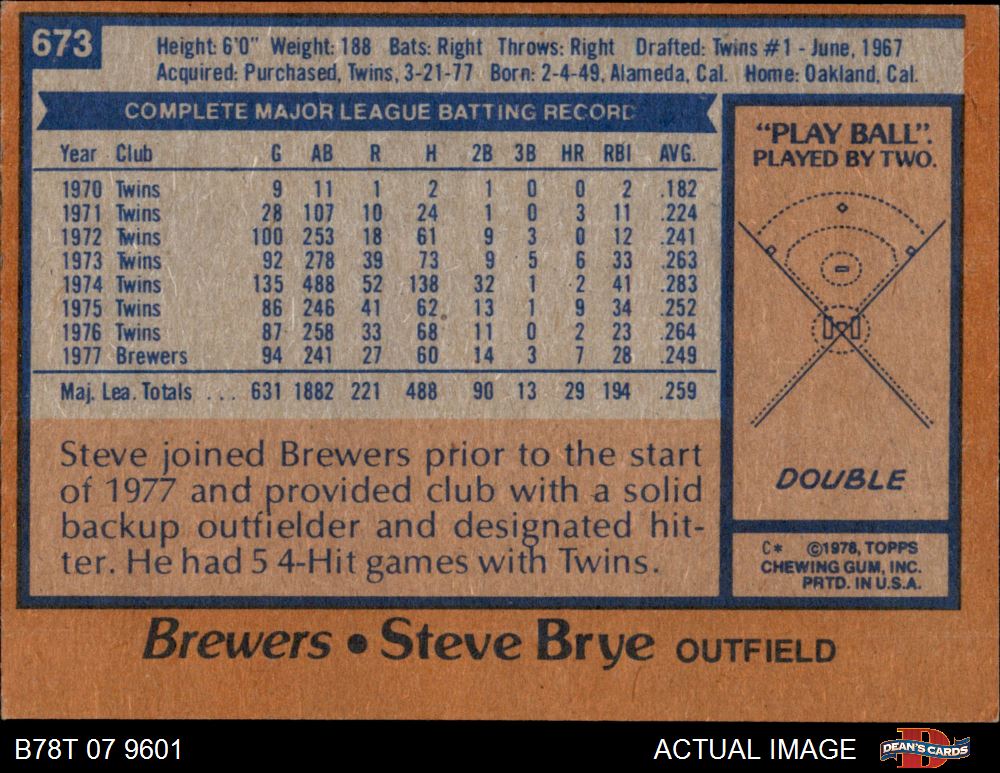 673
Height: 6'0" Weight: 188 Bats: Right Throws: Right Drafted: Twins #1 - June, 1967
Acquired: Purchased, Twins, 3-21-77 Born: 2-4-49, Alameda, Cal. Home: Oakland, Cal.
COMPLETE MAJOR LEAGUE BATTING RECORD
Year Club G AB R H 2B 3B HR RBI AVG.
1970 Twins 9 11 1 2 1 0 0 2 .182
1971 Twins 28 107 10 24 1 0 3 11 .224
1972 Twins 100 253 18 61 9 3 0 12 .241
1973 Twins 92 278 39 73 9 5 6 33 .263
1974 Twins 135 488 52 138 32 1 2 41 .283
1975 Twins 86 246 41 62 13 1 9 34 .252
1976 Twins 87 258 33 68 11 0 2 23 .264
1977 Brewers 94 241 27 60 14 3 7 28 .249
Maj. Lea. Totals ... 631 1882 221 488 90 13 29 194 .259
Steve joined Brewers prior to the start
of 1977 and provided club with a solid
backup outfielder and designated hit-
ter. He had 5 4-Hit games with Twins.
"PLAY BALL".
PLAYED BY TWO.
DOUBLE
C* ©1978, TOPPS
CHEWING GUM, INC.
PRTD. IN U.S.A.
Brewers • Steve Brye OUTFIELD
B78T 07 9601 ACTUAL IMAGE DEAN'S CARDS